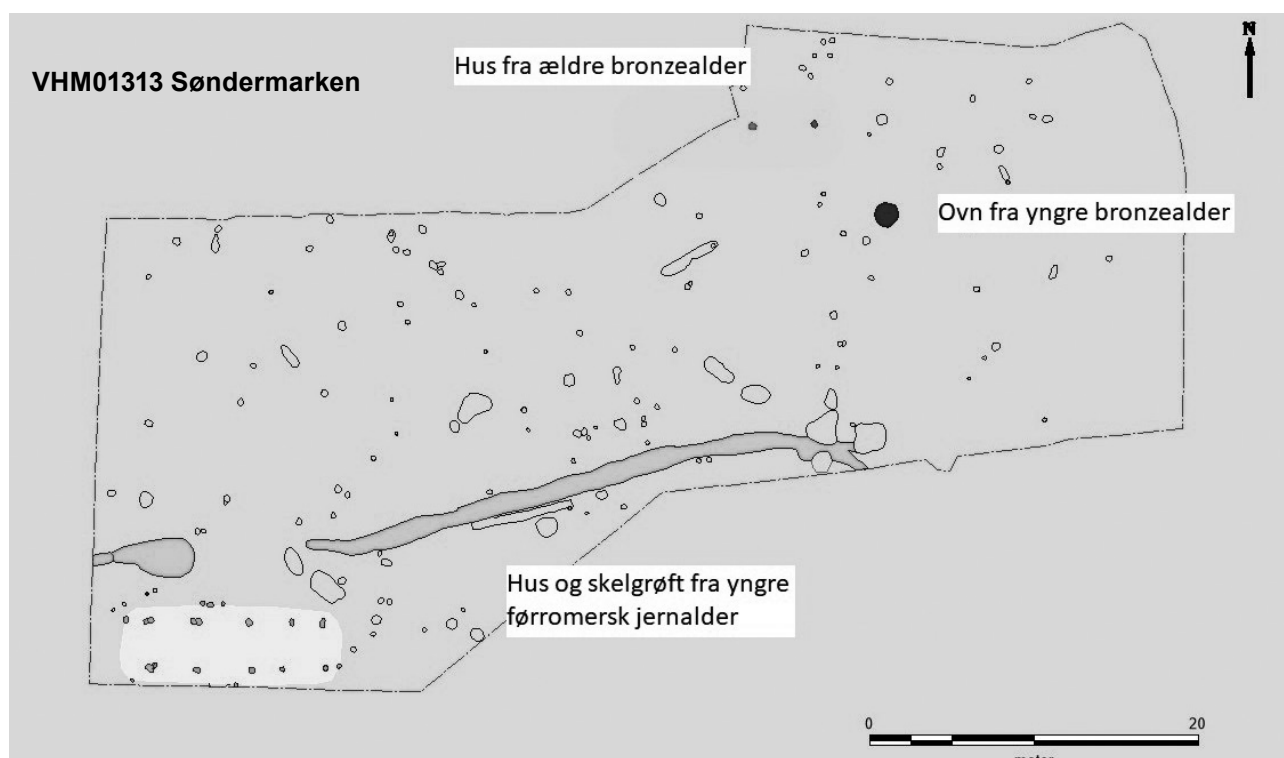 N
Hus fra ældre bronzealder
VHM01313 Søndermarken
Ovn fra yngre bronzealder
Hus og skelgrøft fra yngre
førromersk jernalder
0 20